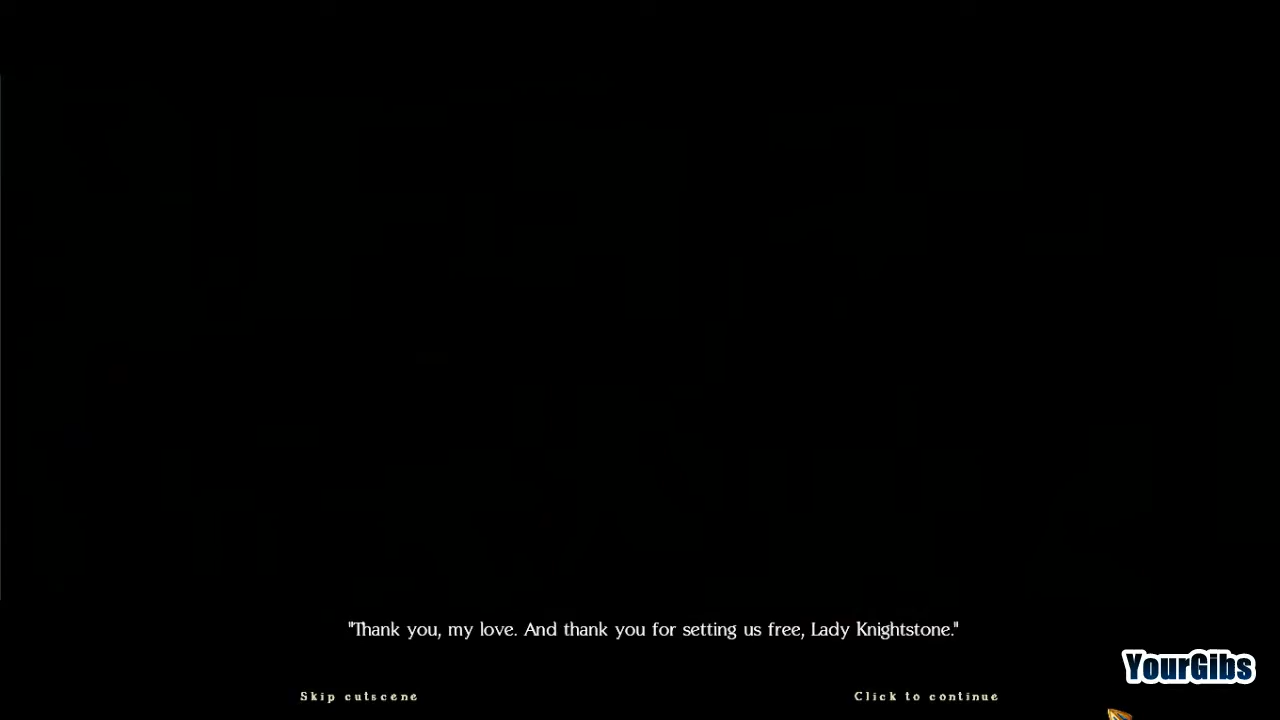 "Thank you, my love. And thank you for setting us free, Lady Knightstone."
YourGibs
Skip cutscene
Click to continue